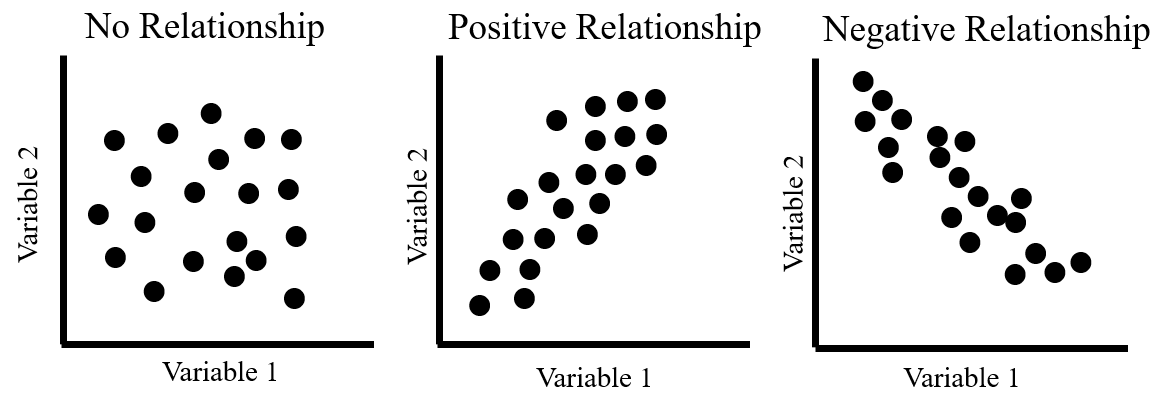 No Relationship
Variable 2
Variable 1
Positive Relationship
Variable 2
Variable 1
Negative Relationship
Variable 2
Variable 1